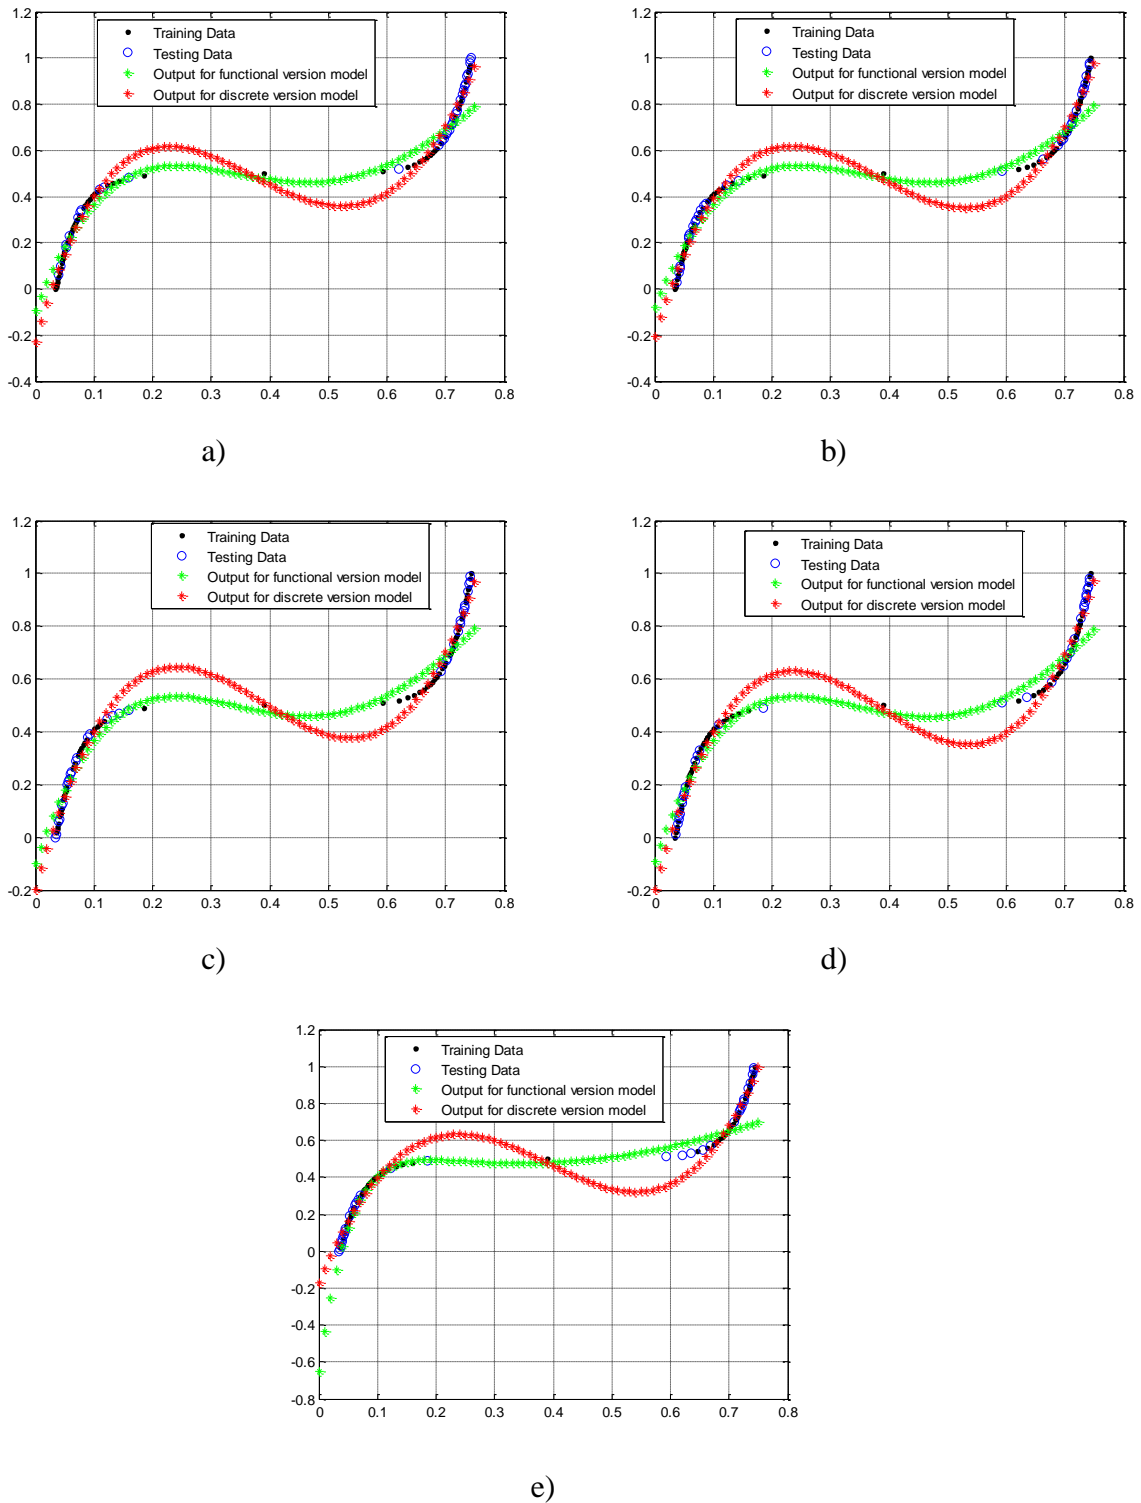 1.2
1
0.8
0.6
0.4
0.2
0
-0.2
-0.4
0 0.1 0.2 0.3 0.4 0.5 0.6 0.7 0.8
Training Data
Testing Data
Output for functional version model
Output for discrete version model
a)
1.2
1
0.8
0.6
0.4
0.2
0
-0.2
-0.4
0 0.1 0.2 0.3 0.4 0.5 0.6 0.7 0.8
Training Data
Testing Data
Output for functional version model
Output for discrete version model
b)
1.2
1
0.8
0.6
0.4
0.2
0
-0.2
0 0.1 0.2 0.3 0.4 0.5 0.6 0.7 0.8
Training Data
Testing Data
Output for functional version model
Output for discrete version model
c)
1.2
1
0.8
0.6
0.4
0.2
0
-0.2
0 0.1 0.2 0.3 0.4 0.5 0.6 0.7 0.8
Training Data
Testing Data
Output for functional version model
Output for discrete version model
d)
1.2
1
0.8
0.6
0.4
0.2
0
-0.2
-0.4
-0.6
-0.8
0 0.1 0.2 0.3 0.4 0.5 0.6 0.7 0.8
Training Data
Testing Data
Output for functional version model
Output for discrete version model
e)